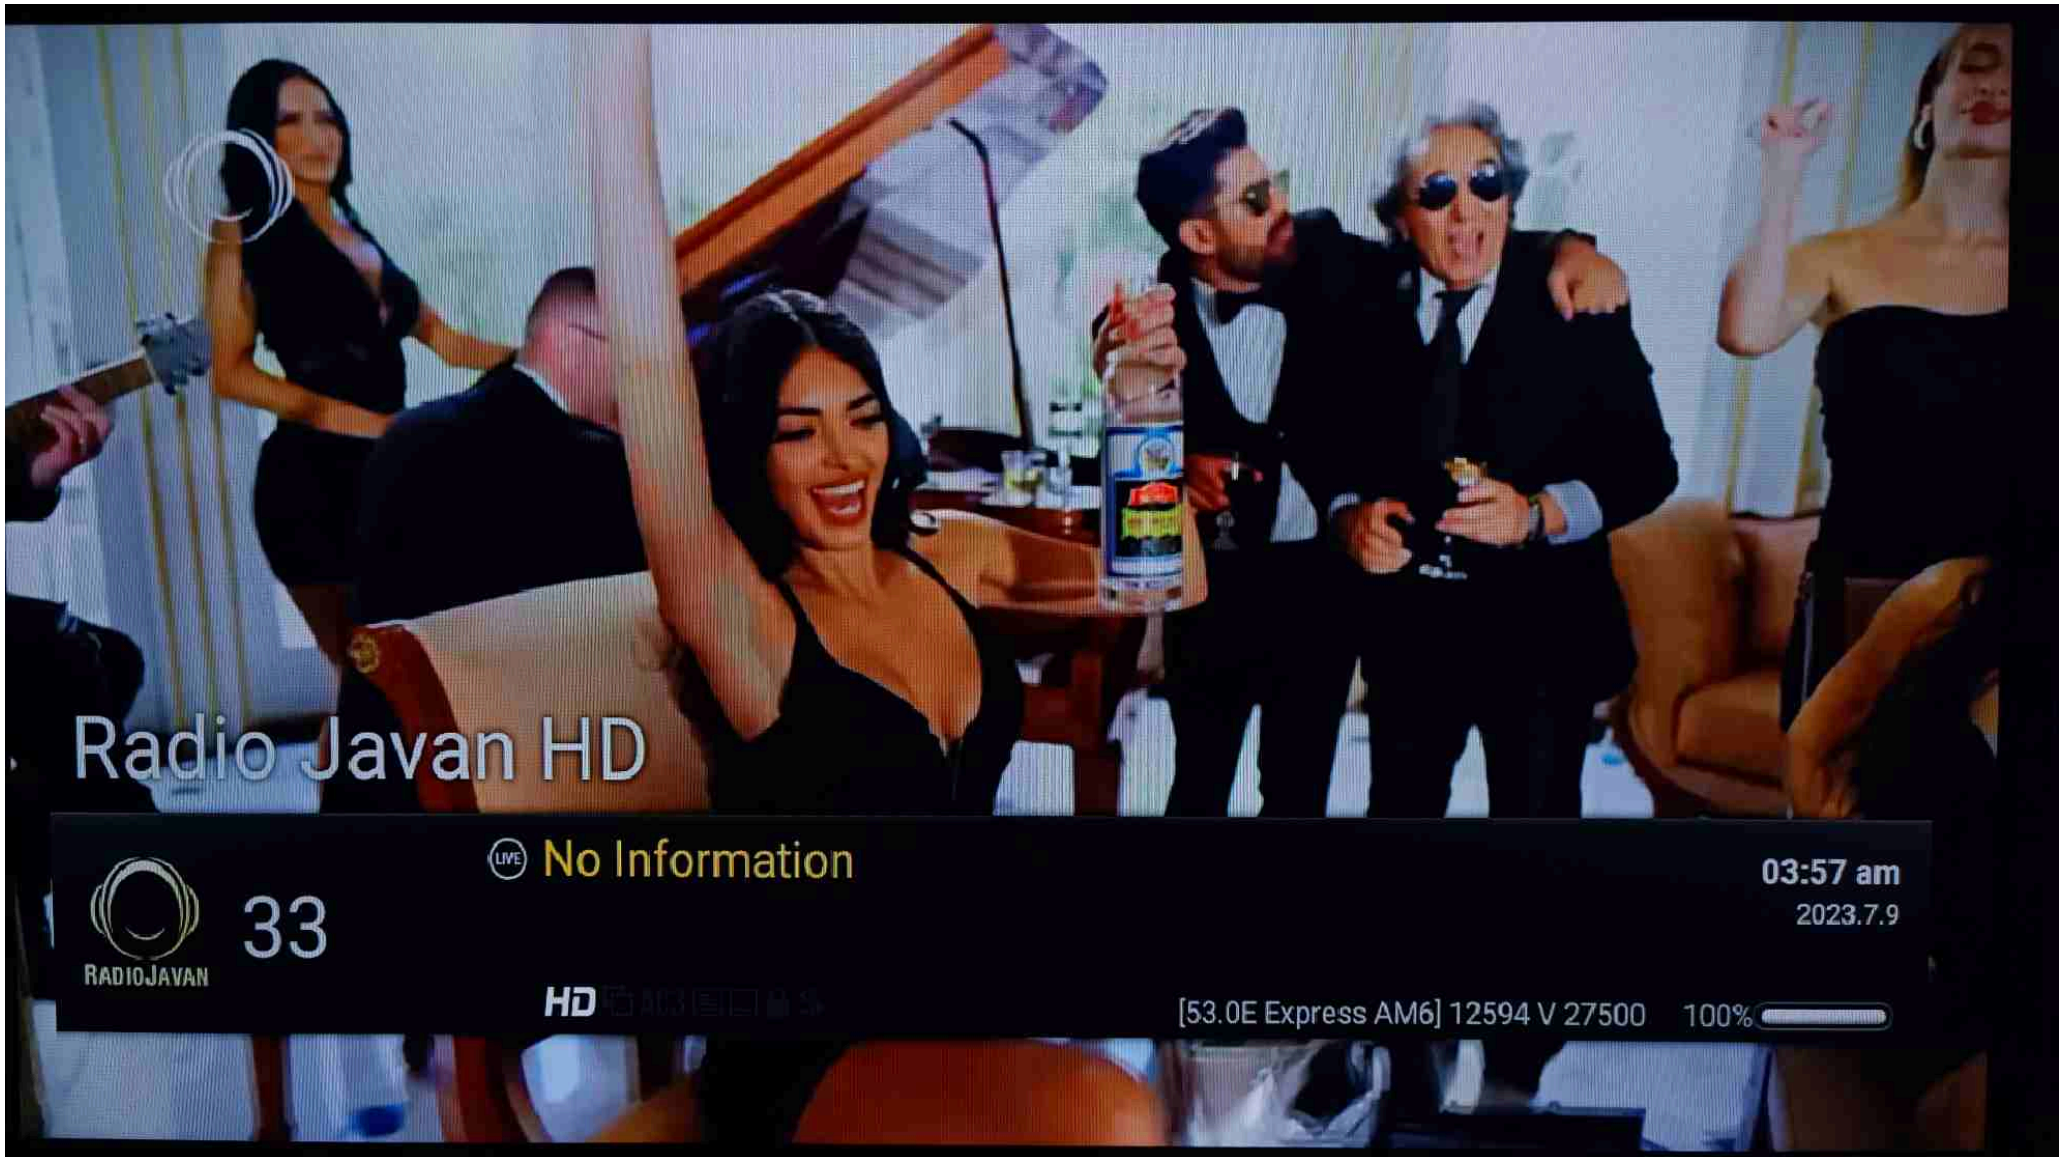 Radio Javan HD
LIVE No Information
03:57 am
2023.7.9
33
RADIOJAVAN
HD
[53.0E Express AM6] 12594 V 27500 100%